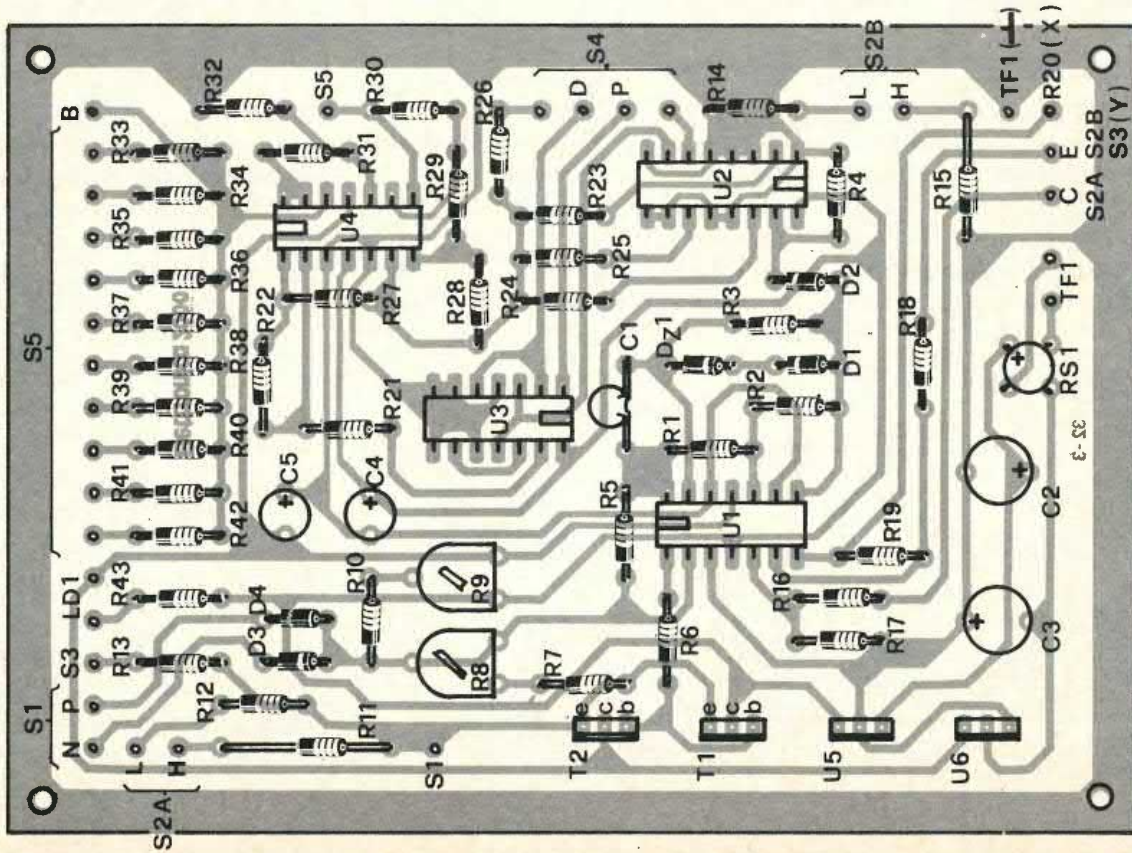 R32
TF1(⊥)
R20(X)
S4
S2B
S5
B
R33
S5
R30
R26
D
P
R14
L
H
R34
R31
R29
R23
U2
R4
R15
E
S2B
S3(Y)
C
S2A
R35
U4
R36
R22
R27
R28
R24
R25
R3
D2
R18
TF1
R37
R38
C1
DZ1
R39
R21
U3
R2
D1
RS1
R40
R1
32-3
R41
C5
C4
R5
U1
C2
R42
R19
LD1
R43
D4
R10
R9
R16
S3
R13
D3
R8
R7
R6
R17
C3
S1
P
R12
R11
e
c
b
e
c
b
N
L
H
S1
T2
T1
U5
U6
S2A